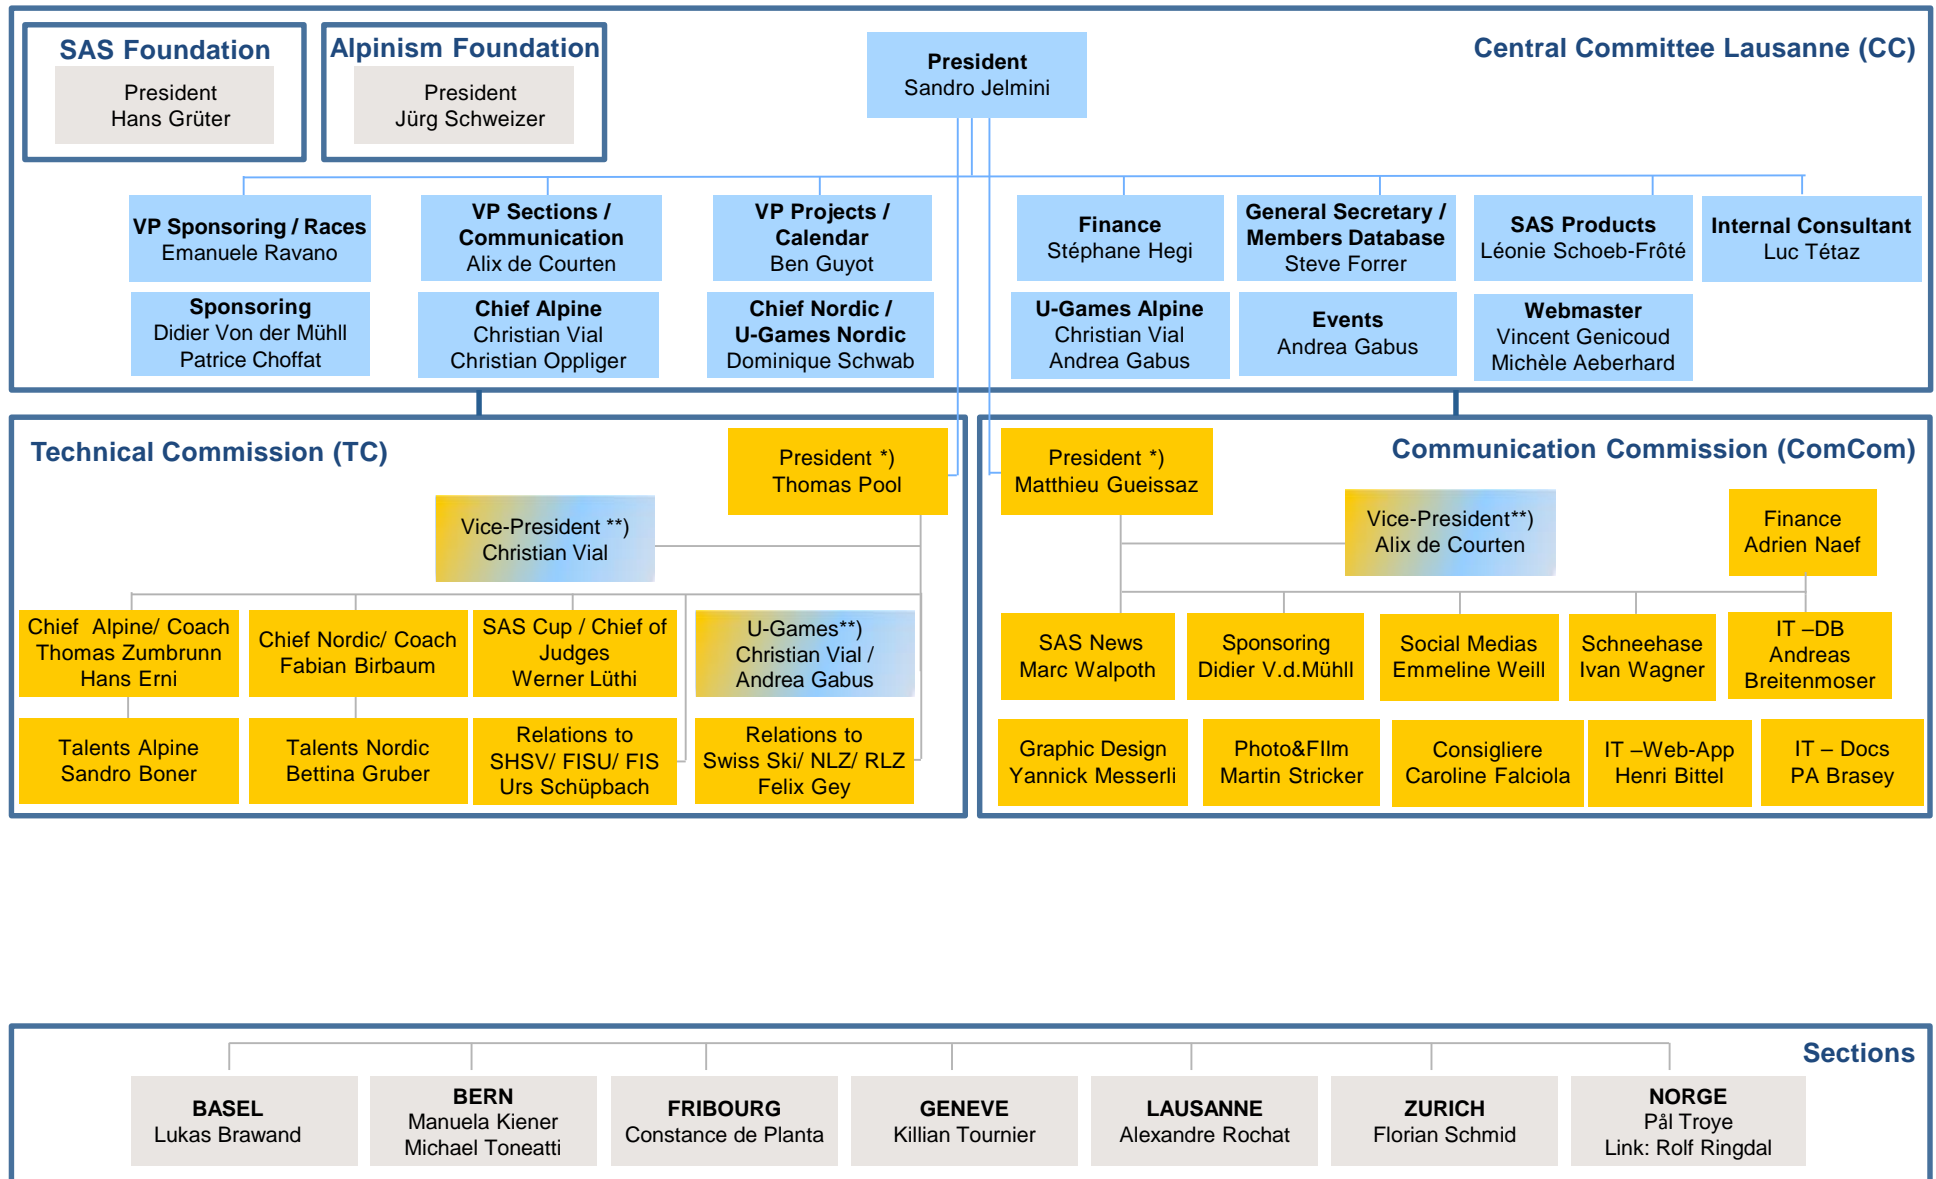 SAS Foundation
President
Hans Grüter
Alpinism Foundation
President
Jürg Schweizer
President
Sandro Jelmini
Central Committee Lausanne (CC)
VP Sponsoring / Races
Emanuele Ravano
VP Sections /
Communication
Alix de Courten
VP Projects /
Calendar
Ben Guyot
Finance
Stéphane Hegi
General Secretary /
Members Database
Steve Forrer
SAS Products
Léonie Schoeb-Frôté
Internal Consultant
Luc Tétaz
Sponsoring
Didier Von der Mühll
Patrice Choffat
Chief Alpine
Christian Vial
Christian Oppliger
Chief Nordic /
U-Games Nordic
Dominique Schwab
U-Games Alpine
Christian Vial
Andrea Gabus
Events
Andrea Gabus
Webmaster
Vincent Genicoud
Michèle Aeberhard
Technical Commission (TC)
President *)
Thomas Pool
Vice-President **)
Christian Vial
Chief  Alpine/ Coach
Thomas Zumbrunn
Hans Erni
Chief Nordic/ Coach
Fabian Birbaum
SAS Cup / Chief of
Judges
Werner Lüthi
U-Games**)
Christian Vial /
Andrea Gabus
Talents Alpine
Sandro Boner
Talents Nordic
Bettina Gruber
Relations to
SHSV/ FISU/ FIS
Urs Schüpbach
Relations to
Swiss Ski/ NLZ/ RLZ
Felix Gey
President *)
Matthieu Gueissaz
Communication Commission (ComCom)
Vice-President**)
Alix de Courten
Finance
Adrien Naef
SAS News
Marc Walpoth
Sponsoring
Didier V.d.Mühll
Social Medias
Emmeline Weill
Schneehase
Ivan Wagner
IT –DB
Andreas
Breitenmoser
Graphic Design
Yannick Messerli
Photo&FIlm
Martin Stricker
Consigliere
Caroline Falciola
IT –Web-App
Henri Bittel
IT – Docs
PA Brasey
Sections
BASEL
Lukas Brawand
BERN
Manuela Kiener
Michael Toneatti
FRIBOURG
Constance de Planta
GENEVE
Killian Tournier
LAUSANNE
Alexandre Rochat
ZURICH
Florian Schmid
NORGE
Pål Troye
Link: Rolf Ringdal